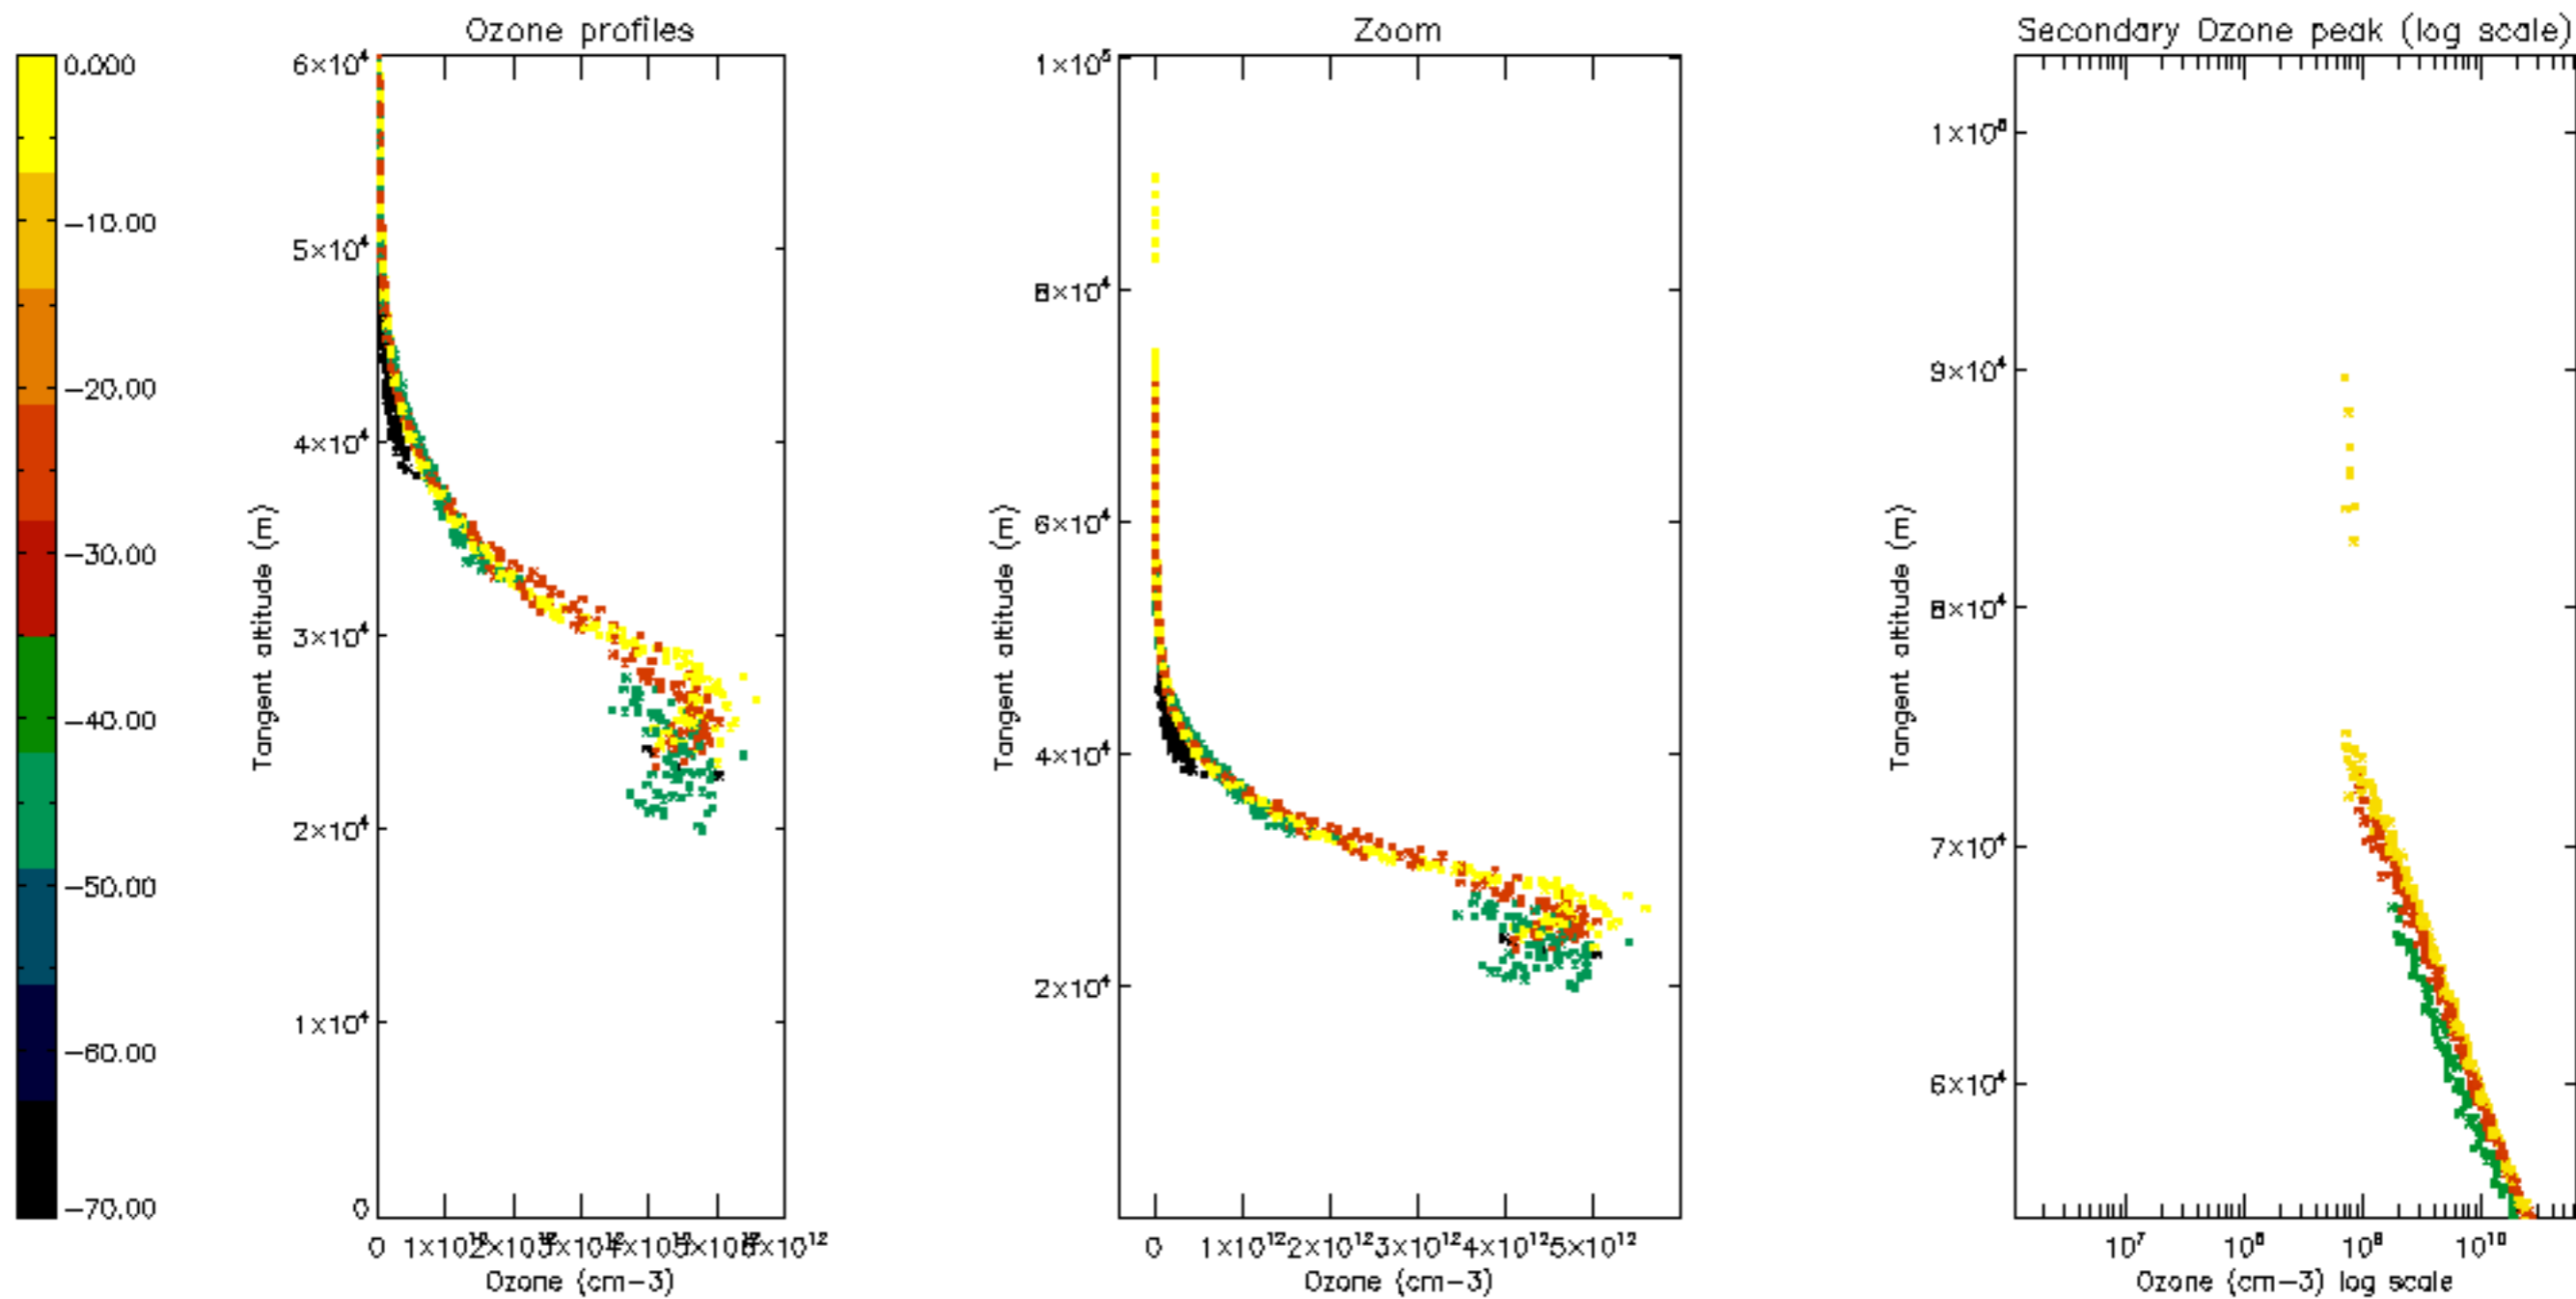 Ozone profiles
Zoom
Secondary Ozone peak (log scale)
0.000
-10.00
-20.00
-30.00
-40.00
-50.00
-60.00
-70.00
6×10⁴
5×10⁴
4×10⁴
3×10⁴
2×10⁴
1×10⁴
0
Tangent altitude (m)
0
Ozone (cm-3)
1×10⁵
8×10⁴
6×10⁴
4×10⁴
2×10⁴
Tangent altitude (m)
0 1×10¹² 2×10¹² 3×10¹² 4×10¹² 5×10¹²
Ozone (cm-3)
9×10⁴
8×10⁴
7×10⁴
6×10⁴
Tangent altitude (m)
10⁷ 10⁸ 10⁹ 10¹⁰
Ozone (cm-3) log scale